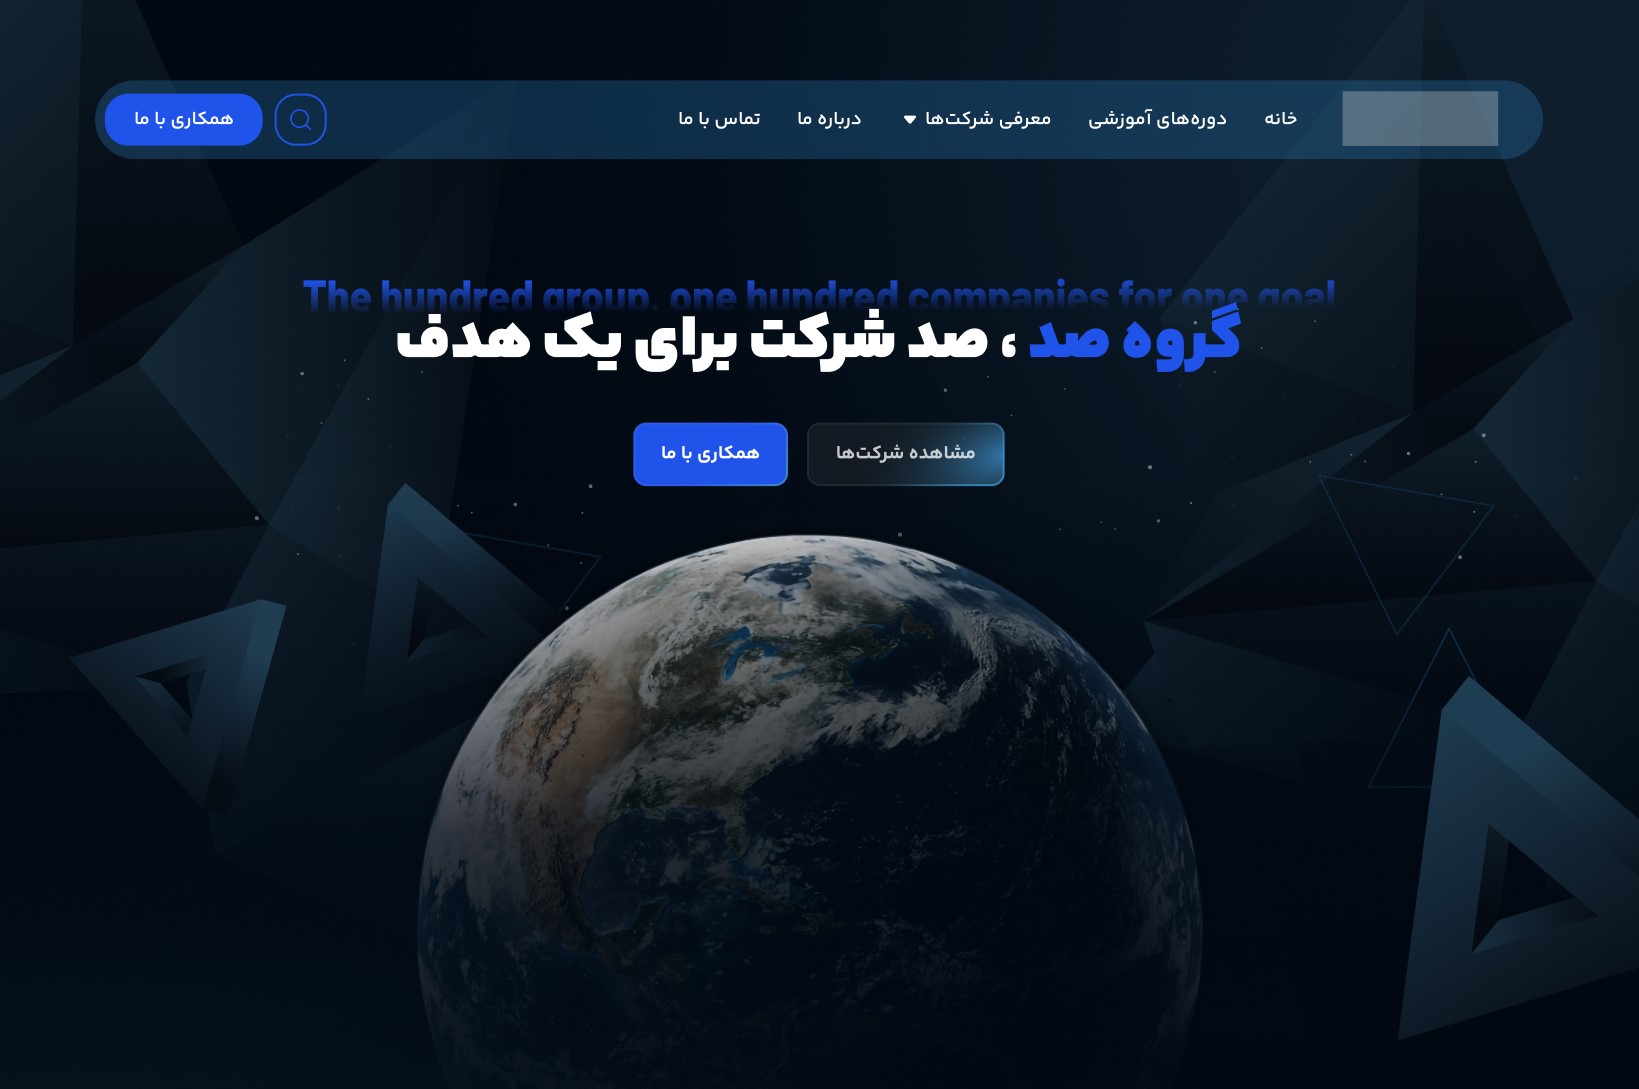 خانه
دوره‌های آموزشی
معرفی شرکت‌ها
درباره ما
تماس با ما
همکاری با ما
The hundred group, one hundred companies for one goal
گروه صد ، صد شرکت برای یک هدف
مشاهده شرکت‌ها
همکاری با ما